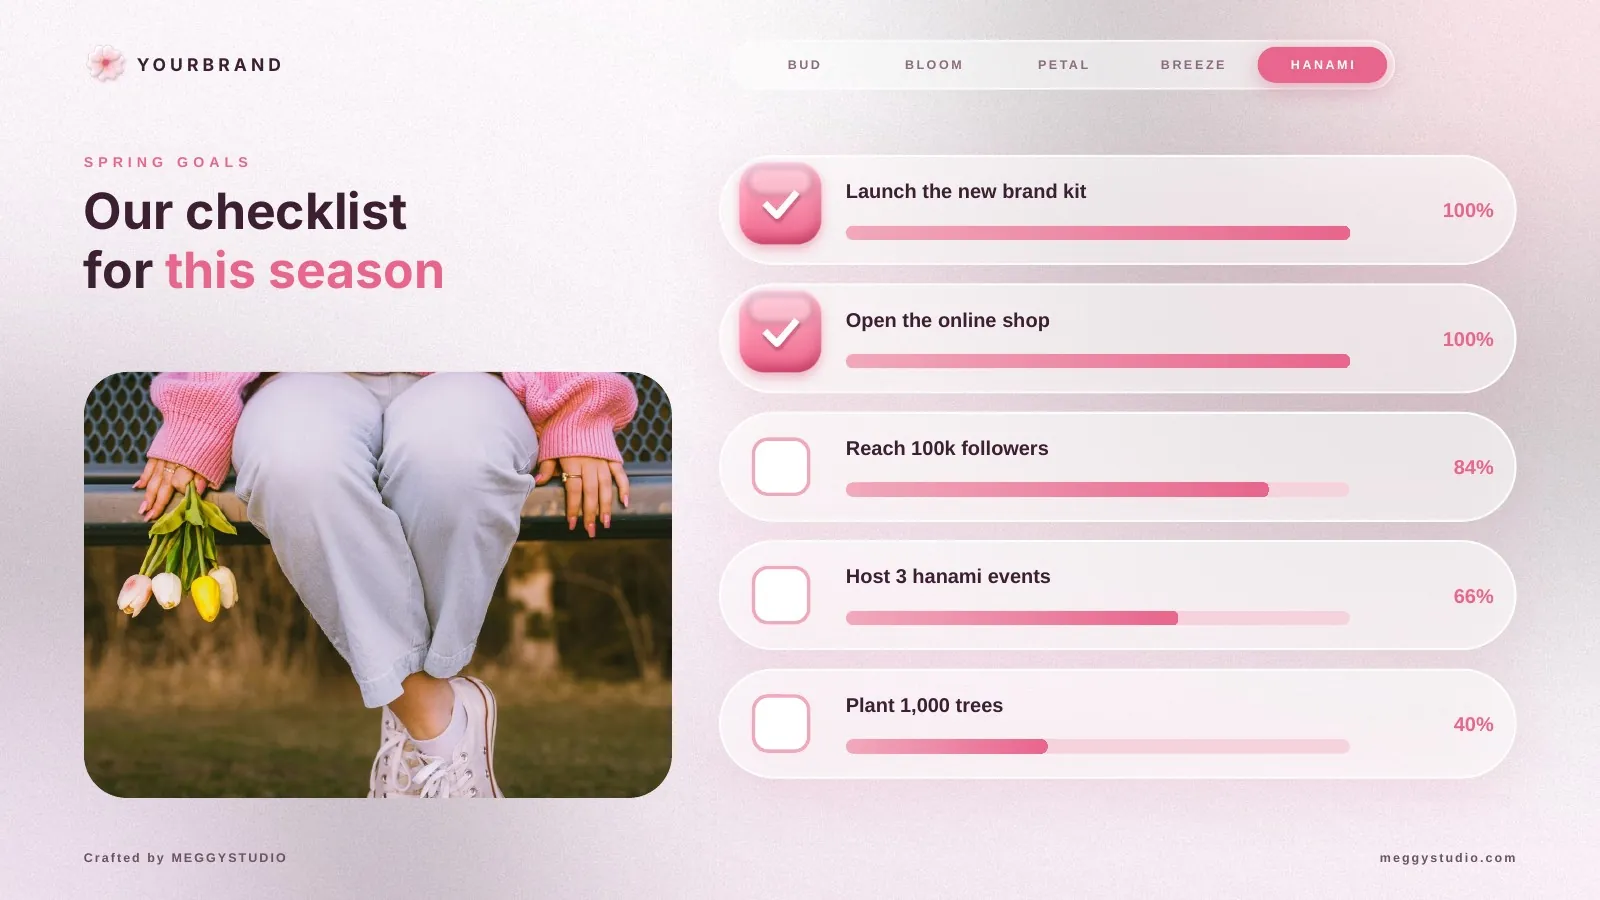 YOURBRAND
BUD
BLOOM
PETAL
BREEZE
HANAMI
SPRING GOALS
Our checklist
for this season
Launch the new brand kit
100%
Open the online shop
100%
Reach 100k followers
84%
Host 3 hanami events
66%
Plant 1,000 trees
40%
Crafted by MEGGYSTUDIO
meggystudio.com